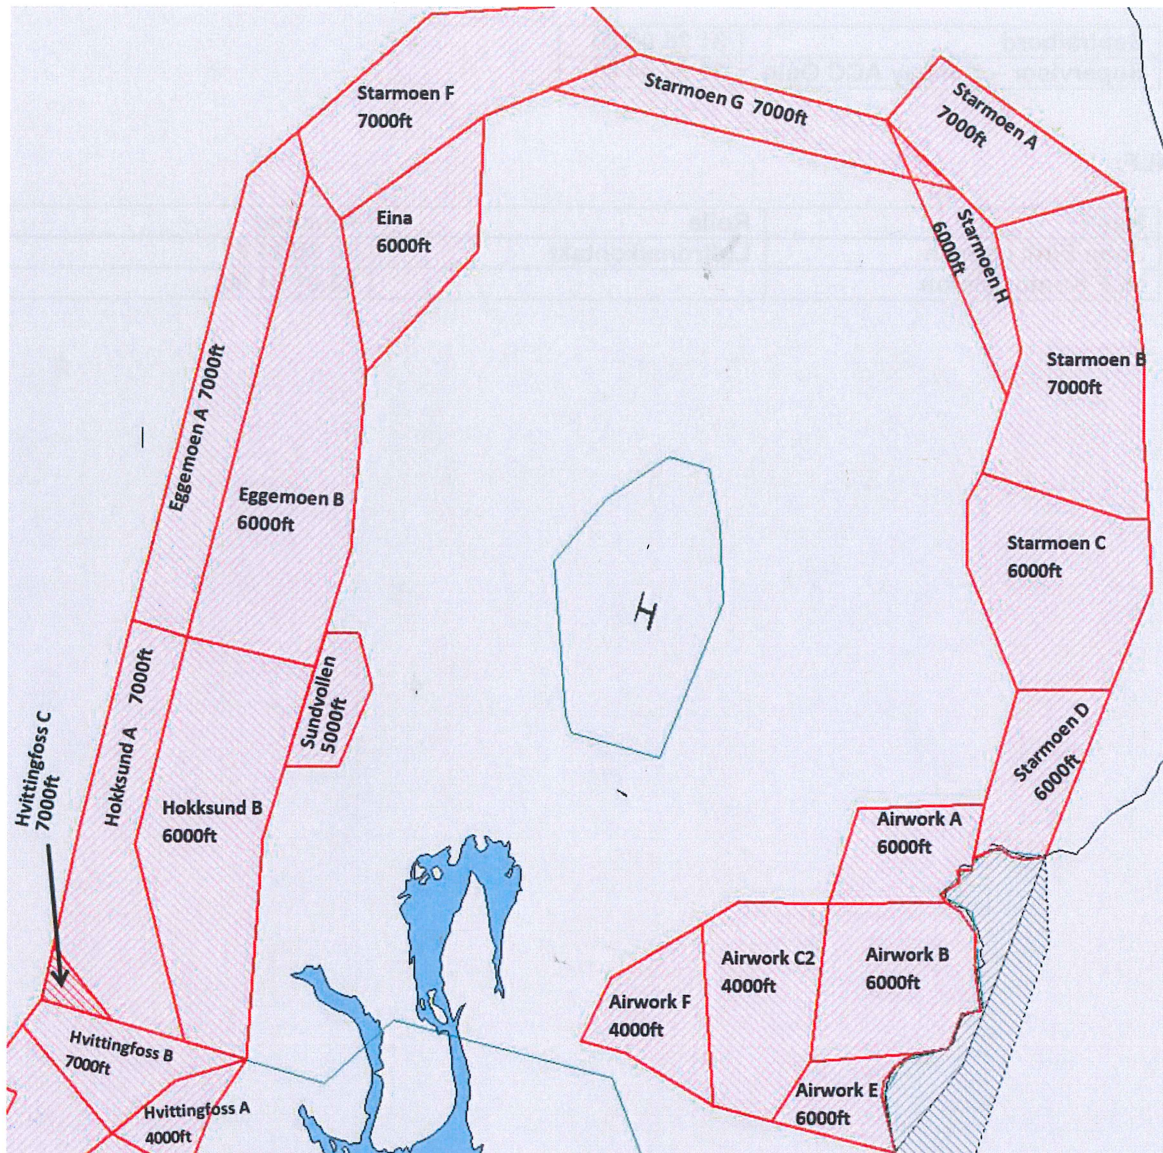 Starmoen F
7000ft
Starmoen G 7000ft
Starmoen A
7000ft
Eina
6000ft
Starmoen H
6000ft
Starmoen B
7000ft
Eggemoen A 7000ft
Eggemoen B
6000ft
Starmoen C
6000ft
Sundvollen
5000ft
Hokksund A 7000ft
Starmoen D
6000ft
Hvittingfoss C
7000ft
Hokksund B
6000ft
Airwork A
6000ft
Airwork C2
4000ft
Airwork B
6000ft
Airwork F
4000ft
Hvittingfoss B
7000ft
Airwork E
6000ft
Hvittingfoss A
4000ft